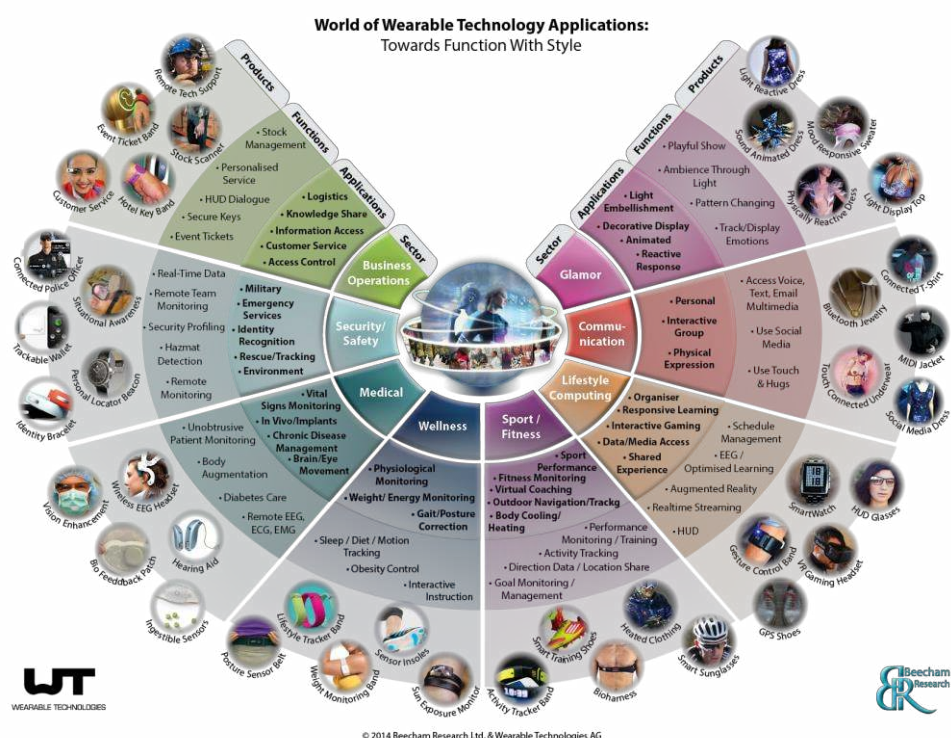 World of Wearable Technology Applications:
Towards Function With Style
Products
Functions
Applications
Sector
Business
Operations
• Logistics
• Knowledge Share
• Information Access
• Customer Service
• Access Control
• Stock
Management
• Personalised
Service
• HUD Dialogue
• Secure Keys
• Event Tickets
Remote Tech Support
Event Ticket Band
Stock Scanner
Customer Service
Hotel Key Band
Security/
Safety
• Military
• Emergency
Services
• Identity
Recognition
• Rescue/Tracking
• Environment
• Real-Time Data
• Remote Team
Monitoring
• Security Profiling
• Hazmat
Detection
• Remote
Monitoring
Connected Police Officer
Situational Awareness
Trackable Wallet
Personal Locator Beacon
Identity Bracelet
Medical
• Vital
Signs Monitoring
• In Vivo/Implants
• Chronic Disease
Management
• Brain/Eye
Movement
• Unobtrusive
Patient Monitoring
• Body
Augmentation
• Diabetes Care
• Remote EEG,
ECG, EMG
Vision Enhancement
Wireless EEG Headset
Bio Feeddback Patch
Hearing Aid
Ingestible Sensors
Wellness
• Physiological
Monitoring
• Weight/ Energy Monitoring
• Gait/Posture
Correction
• Sleep / Diet / Motion
Tracking
• Obesity Control
• Interactive
Instruction
Posture Sensor Belt
Lifestyle Tracker Band
Weight Monitoring Band
Sensor Insoles
Sun Exposure Monitor
Sport /
Fitness
• Sport
Performance
• Fitness Monitoring
• Virtual Coaching
• Outdoor Navigation/Trackg
• Body Cooling/
Heating
• Performance
Monitoring / Training
• Activity Tracking
• Direction Data / Location Share
• Goal Monitoring /
Management
Activity Tracker Band
Smart Training Shoes
Bioharness
Heated Clothing
Smart Sunglasses
Lifestyle
Computing
• Organiser
• Responsive Learning
• Interactive Gaming
• Data/Media Access
• Shared
Experience
• Schedule
Management
• EEG /
Optimised Learning
• Augmented Reality
• Realtime Streaming
• HUD
SmartWatch
HUD Glasses
Gesture Control Band
VR Gaming Headset
GPS Shoes
Commu-
nication
• Personal
• Interactive
Group
• Physical
Expression
• Access Voice,
Text, Email
Multimedia
• Use Social
Media
• Use Touch
& Hugs
Connected T-Shirt
Bluetooth Jewelry
MIDI Jacket
Touch Connected Underwear
Social Media Dress
Products
Functions
Applications
Sector
Glamor
• Light
Embellishment
• Decorative Display
• Animated
• Reactive
Response
• Playful Show
• Ambience Through
Light
• Pattern Changing
• Track/Display
Emotions
Light Reactive Dress
Sound Animated Dress
Mood Responsive Sweater
Physically Reactive Dress
Light Display Top
WT
WEARABLE TECHNOLOGIES
BR
Beecham
Research
© 2014 Beecham Research Ltd. & Wearable Technologies AG